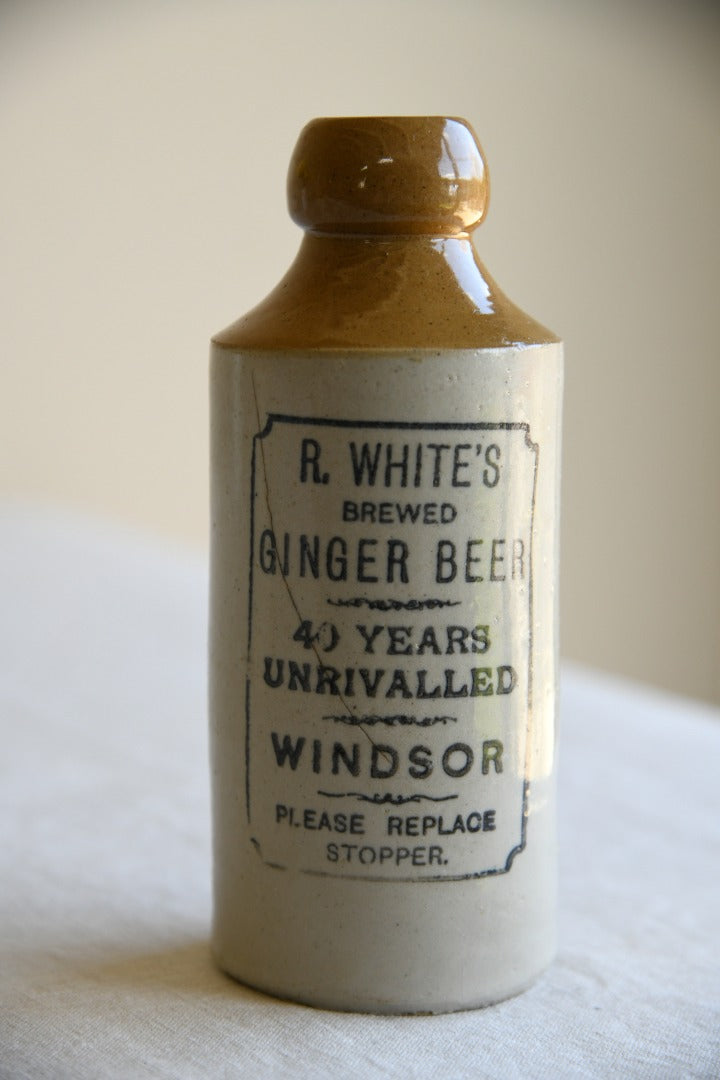 R. WHITE'S
BREWED
GINGER BEER
40 YEARS
UNRIVALLED
WINDSOR
PLEASE REPLACE
STOPPER.